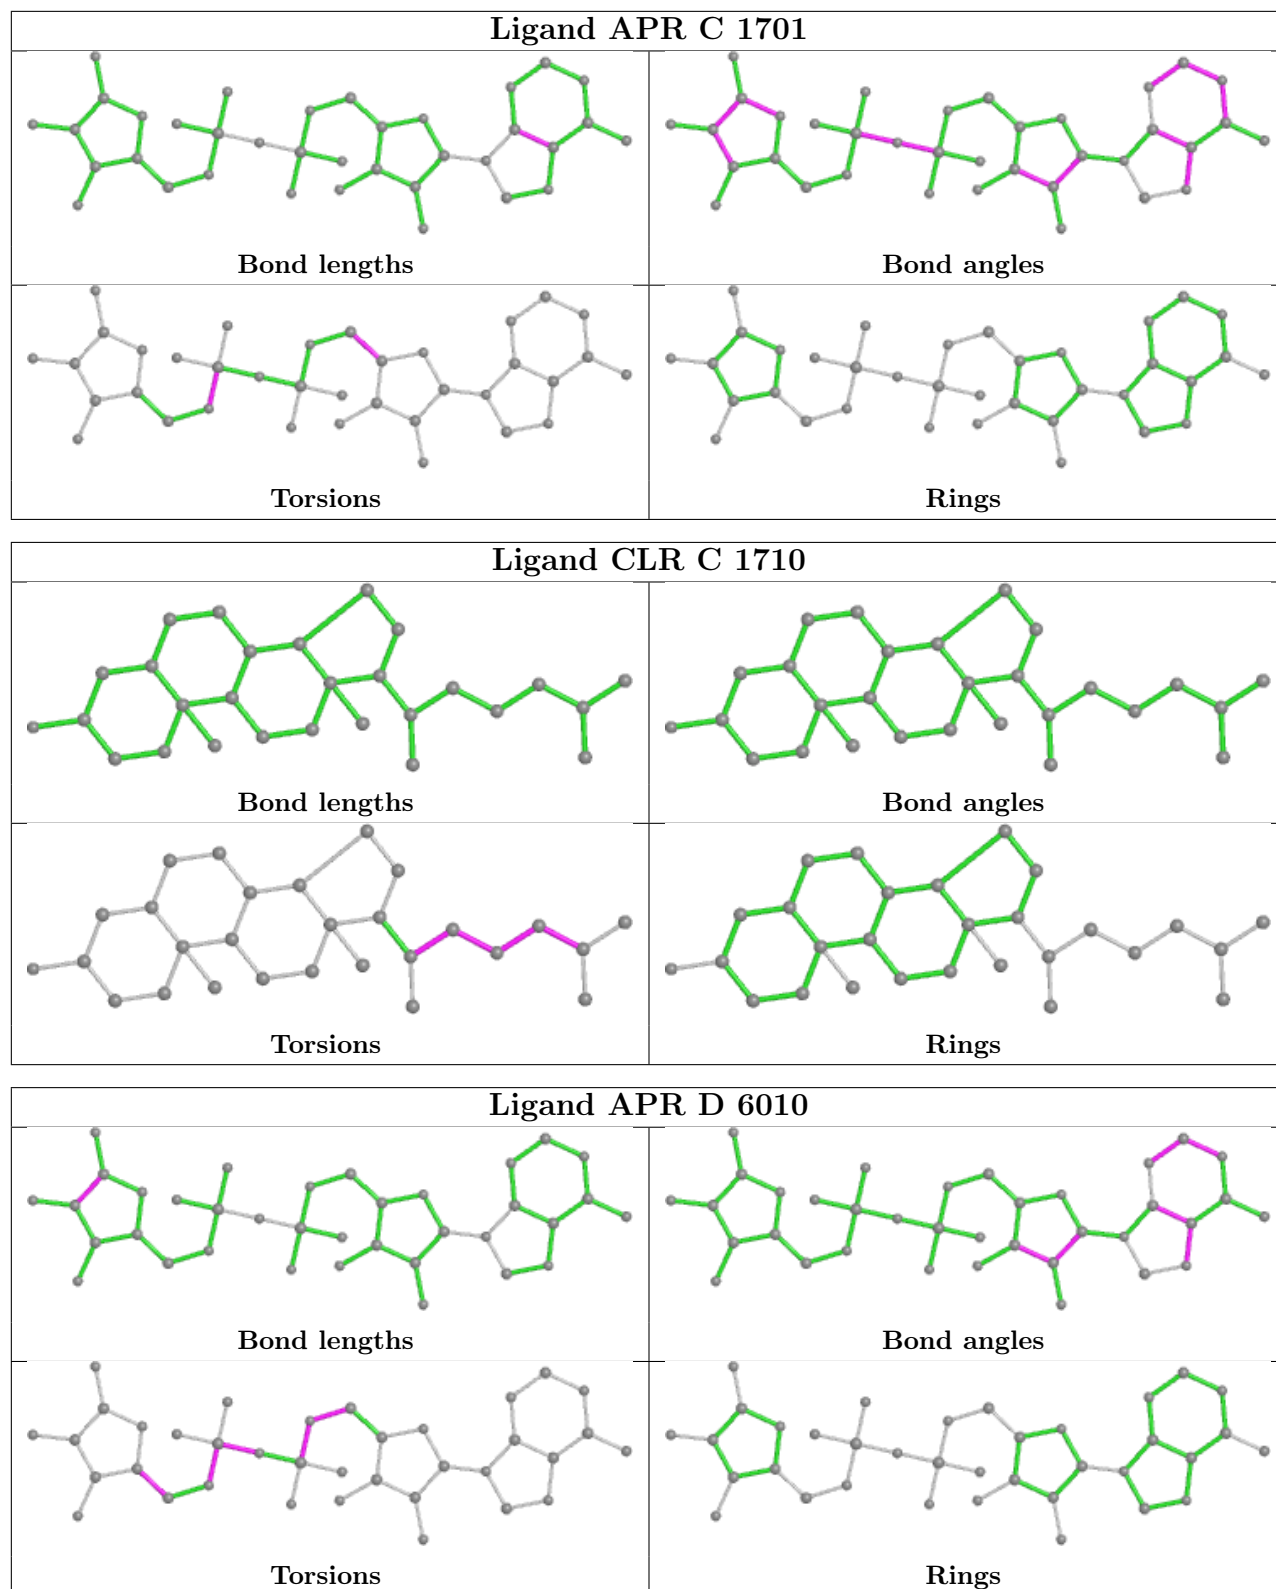 Ligand APR C 1701
Bond lengths
Bond angles
Torsions
Rings
Ligand CLR C 1710
Bond lengths
Bond angles
Torsions
Rings
Ligand APR D 6010
Bond lengths
Bond angles
Torsions
Rings